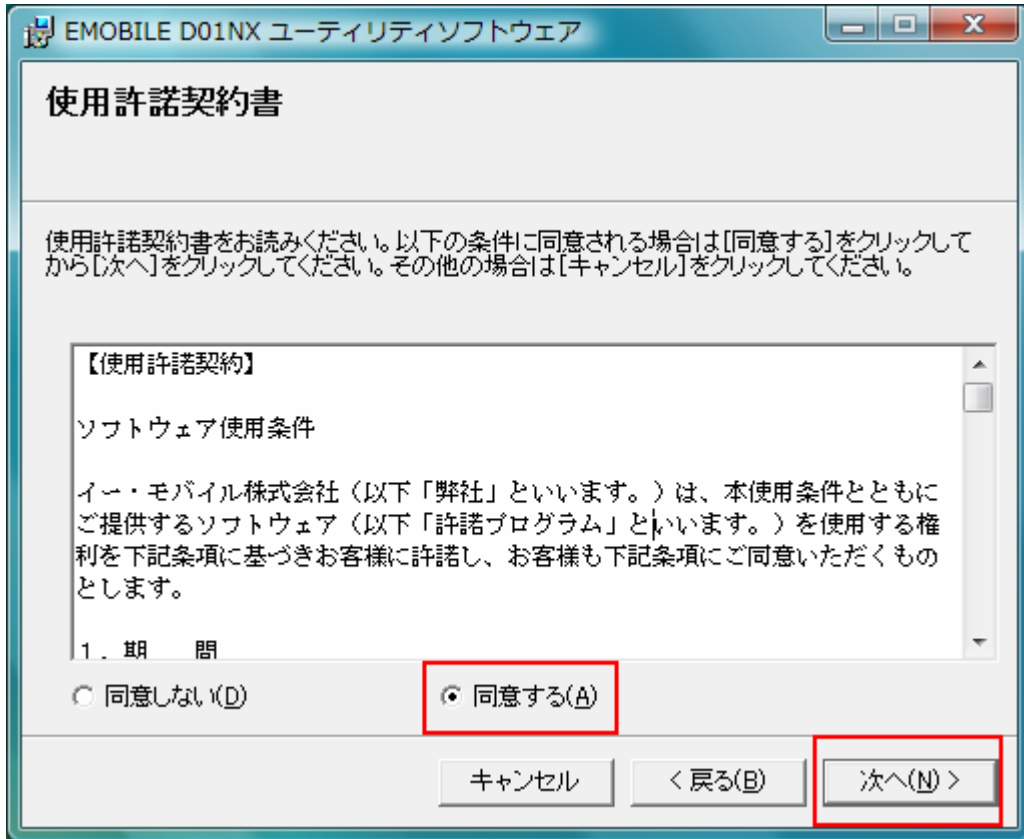 EMOBILE D01NX ユーティリティソフトウェア
使用許諾契約書
使用許諾契約書をお読みください。以下の条件に同意される場合は[同意する]をクリックして
から[次へ]をクリックしてください。その他の場合は[キャンセル]をクリックしてください。
【使用許諾契約】
ソフトウェア使用条件
イー・モバイル株式会社（以下「弊社」といいます。）は、本使用条件とともに
ご提供するソフトウェア（以下「許諾プログラム」といいます。）を使用する権
利を下記条項に基づきお客様に許諾し、お客様も下記条項にご同意いただくもの
とします。
１．期　　間
同意しない(D)
同意する(A)
キャンセル
< 戻る(B)
次へ(N) >